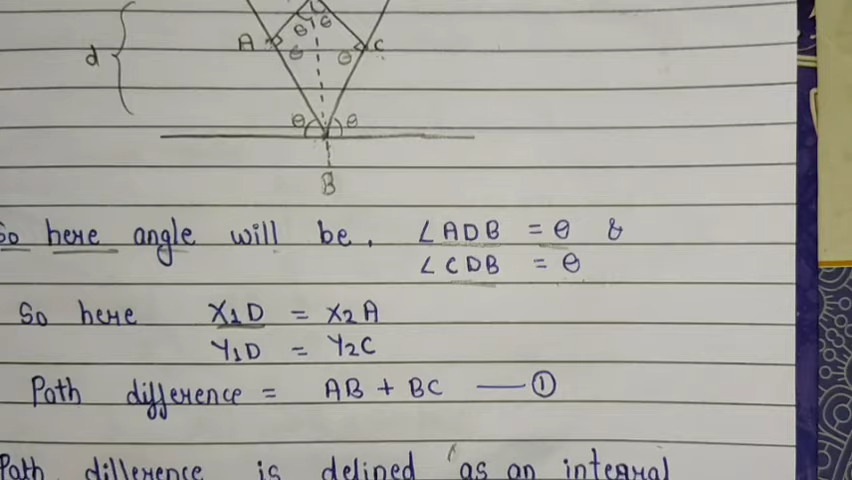 θ θ
A C
θ θ
d
θ θ
B
So here angle will be, ∠ADB = θ &
∠CDB = θ
So here X1D = X2A
Y1D = Y2C
Path difference = AB + BC —— ①
Path difference is defined as an integral